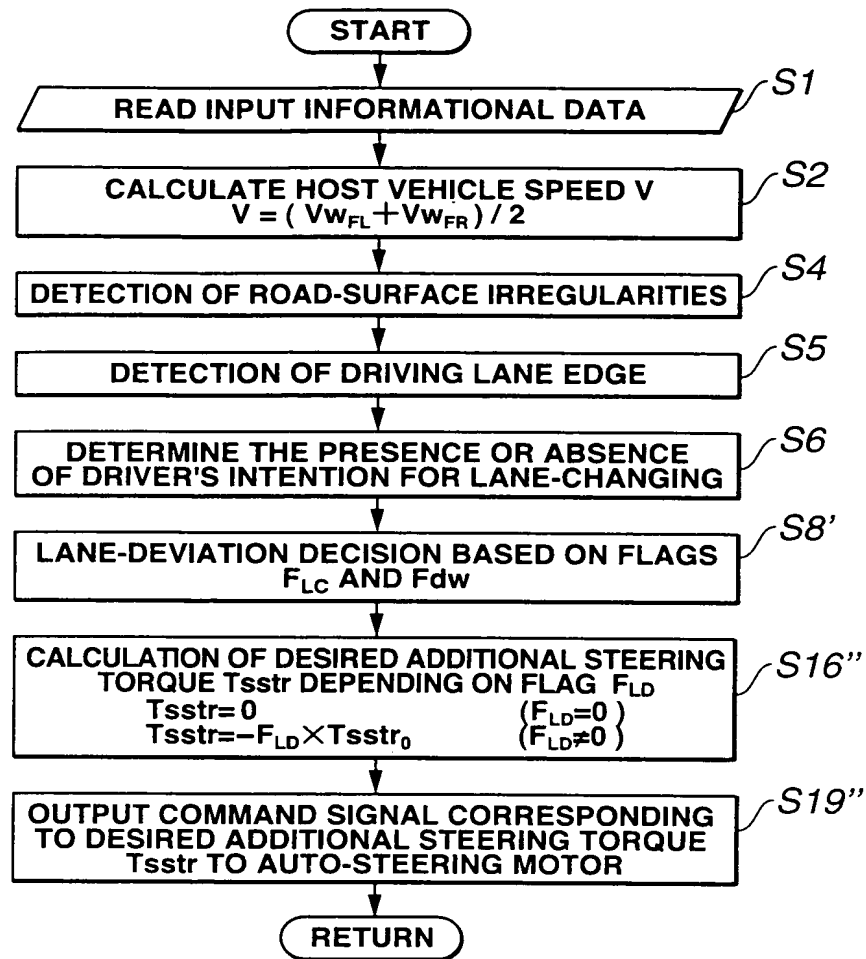 START
S1
READ INPUT INFORMATIONAL DATA
S2
CALCULATE HOST VEHICLE SPEED V
V = ( VwFL + VwFR ) / 2
S4
DETECTION OF ROAD-SURFACE IRREGULARITIES
S5
DETECTION OF DRIVING LANE EDGE
S6
DETERMINE THE PRESENCE OR ABSENCE
OF DRIVER'S INTENTION FOR LANE-CHANGING
S8'
LANE-DEVIATION DECISION BASED ON FLAGS
FLC AND Fdw
S16''
CALCULATION OF DESIRED ADDITIONAL STEERING
TORQUE Tsstr DEPENDING ON FLAG FLD
Tsstr=0 (FLD=0 )
Tsstr=-FLD×Tsstr0 (FLD≠0 )
S19''
OUTPUT COMMAND SIGNAL CORRESPONDING
TO DESIRED ADDITIONAL STEERING TORQUE
Tsstr TO AUTO-STEERING MOTOR
RETURN